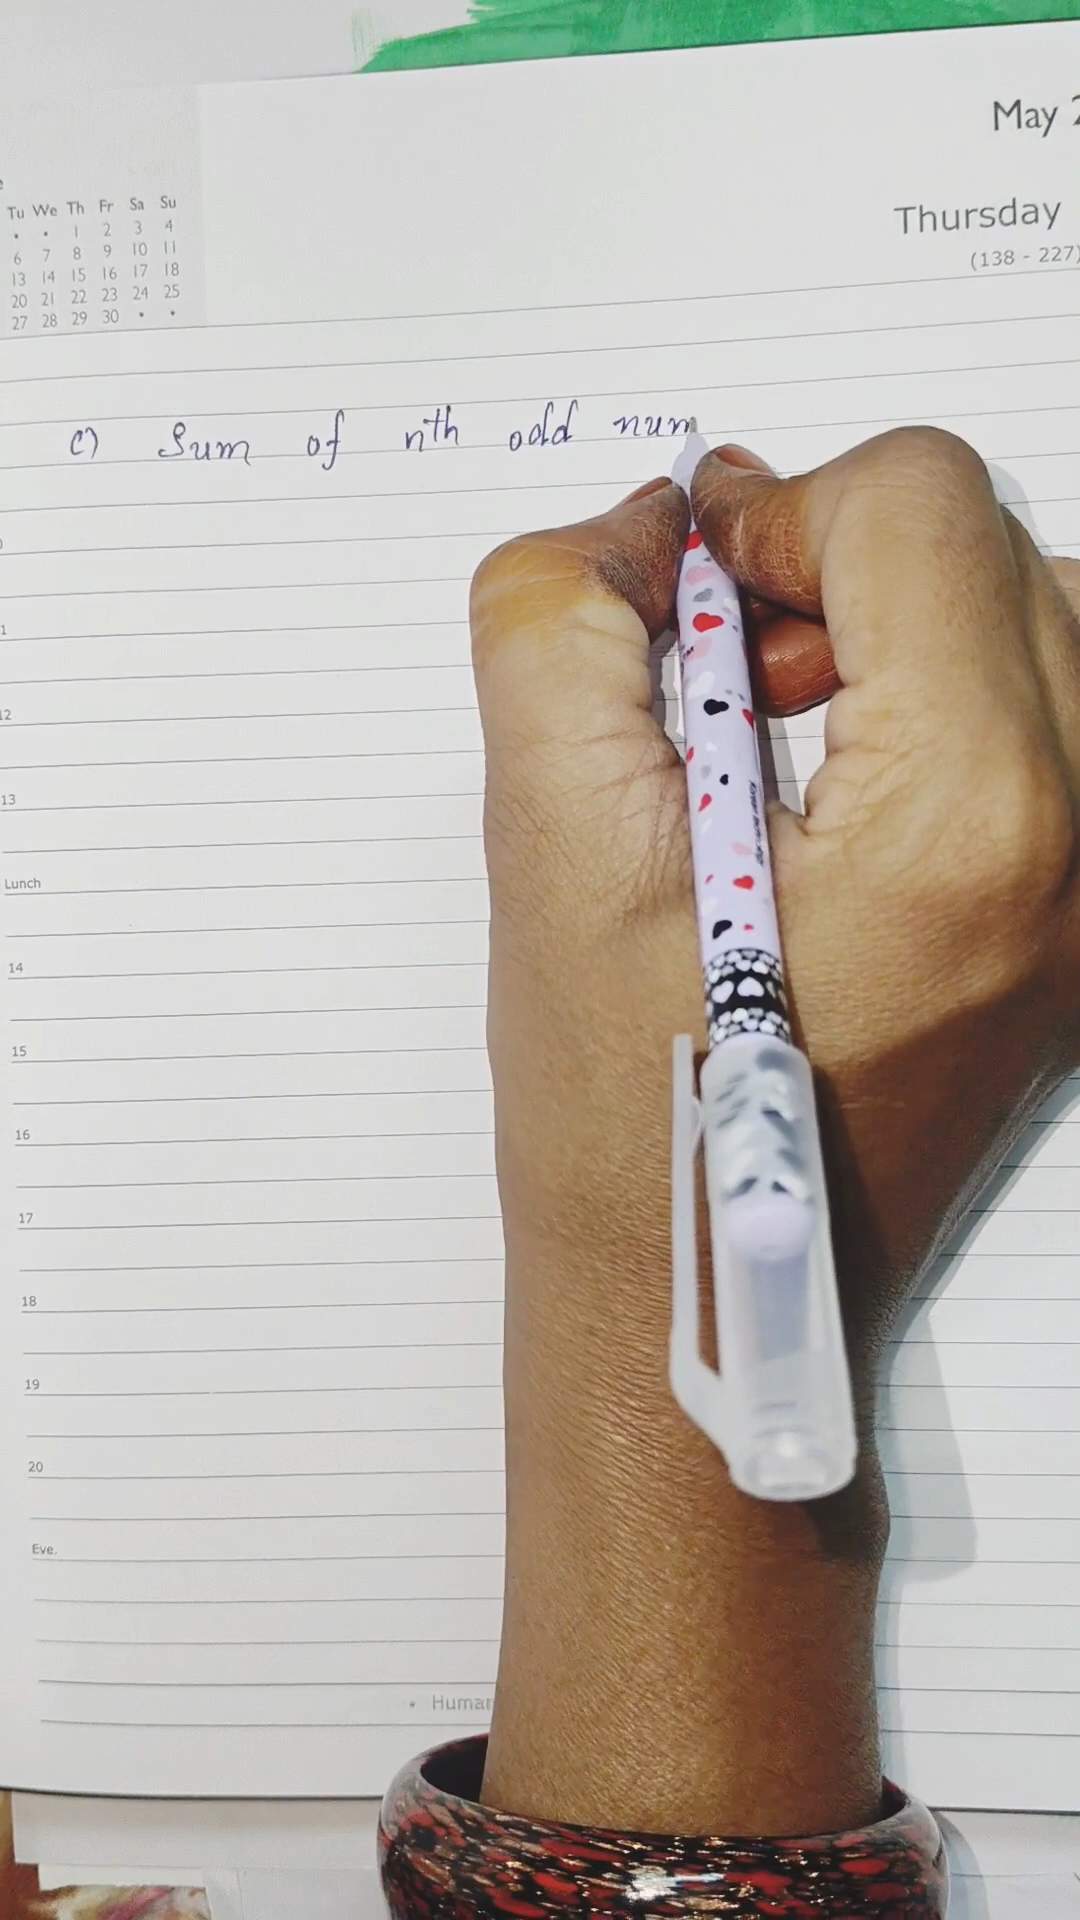 May
Thursday
(138 - 227)
Tu We Th Fr Sa Su
• • 1 2 3 4
6 7 8 9 10 11
13 14 15 16 17 18
20 21 22 23 24 25
27 28 29 30 • •
c) Sum of nth odd num
1
12
13
Lunch
14
15
16
17
18
19
20
Eve.
• Human